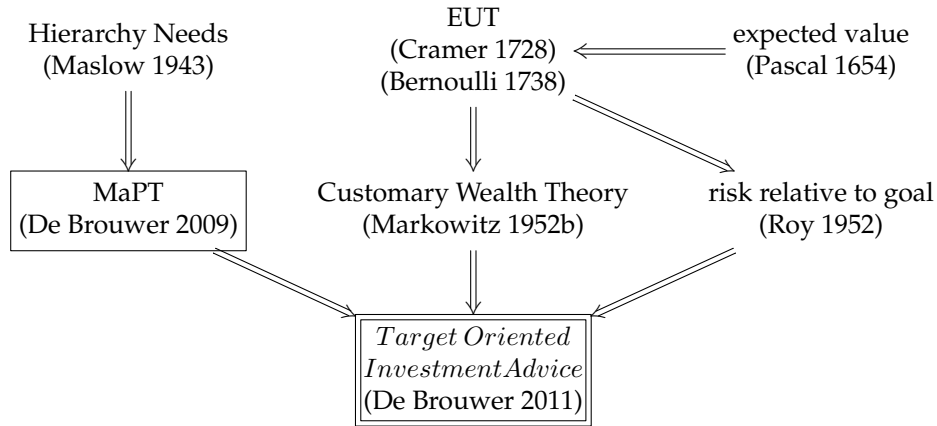 Hierarchy Needs
(Maslow 1943)
EUT
(Cramer 1728)
(Bernoulli 1738)
expected value
(Pascal 1654)
MaPT
(De Brouwer 2009)
Customary Wealth Theory
(Markowitz 1952b)
risk relative to goal
(Roy 1952)
Target Oriented
InvestmentAdvice
(De Brouwer 2011)